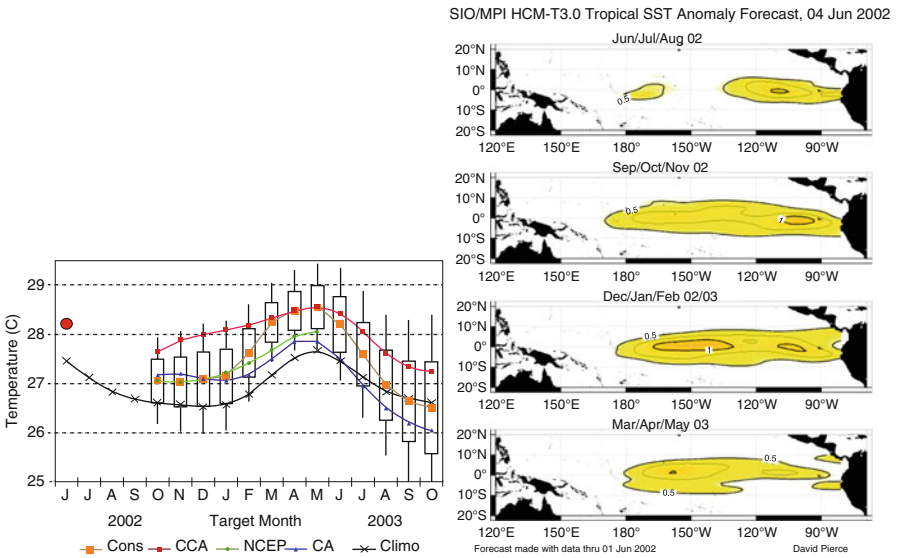 SIO/MPI HCM-T3.0 Tropical SST Anomaly Forecast, 04 Jun 2002
Jun/Jul/Aug 02
20°N
10°N
0°
10°S
20°S
0.5
120°E 150°E 180° 150°W 120°W 90°W
Sep/Oct/Nov 02
20°N
10°N
0°
10°S
20°S
0.5
1
120°E 150°E 180° 150°W 120°W 90°W
Dec/Jan/Feb 02/03
20°N
10°N
0°
10°S
20°S
0.5
1
0.5
120°E 150°E 180° 150°W 120°W 90°W
Mar/Apr/May 03
20°N
10°N
0°
10°S
20°S
0.5
0.5
120°E 150°E 180° 150°W 120°W 90°W
Forecast made with data thru 01 Jun 2002 David Pierce
Temperature (C)
29
28
27
26
25
J J A S O N D J F M A M J J A S O
2002 Target Month 2003
Cons CCA NCEP CA Climo